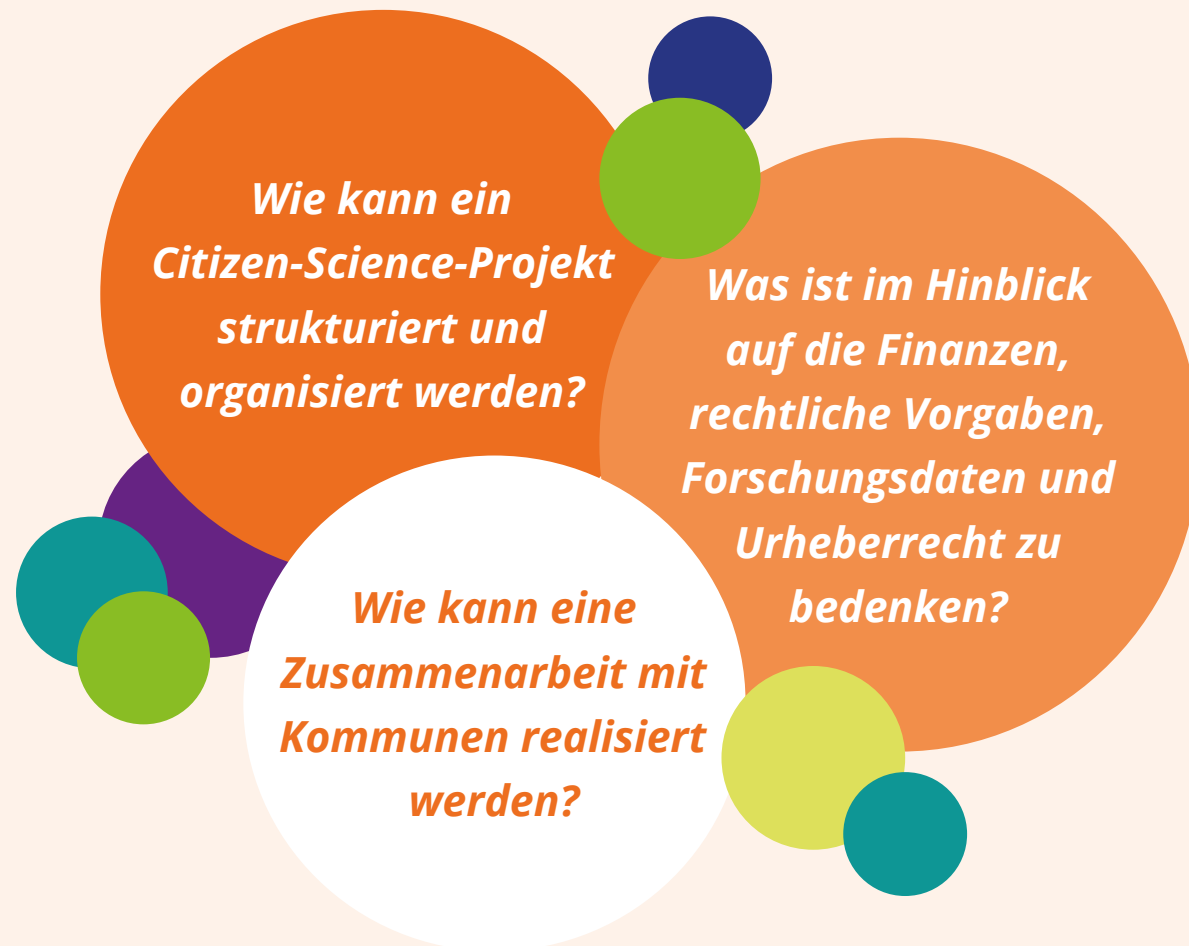 Wie kann ein
Citizen-Science-Projekt
strukturiert und
organisiert werden?
Was ist im Hinblick
auf die Finanzen,
rechtliche Vorgaben,
Forschungsdaten und
Urheberrecht zu
bedenken?
Wie kann eine
Zusammenarbeit mit
Kommunen realisiert
werden?